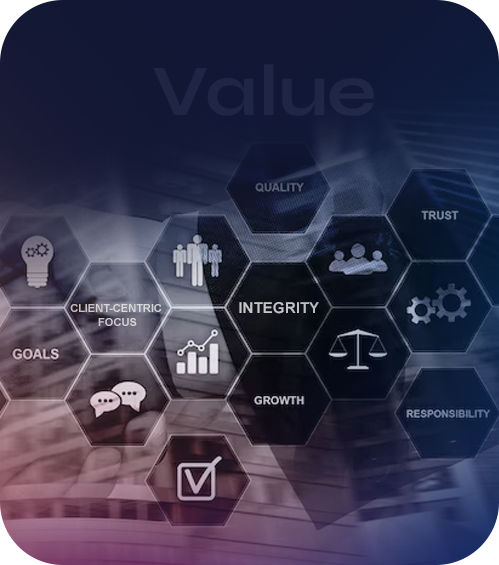 Value
QUALITY
TRUST
CLIENT-CENTRIC
FOCUS
INTEGRITY
GOALS
GROWTH
RESPONSIBILITY